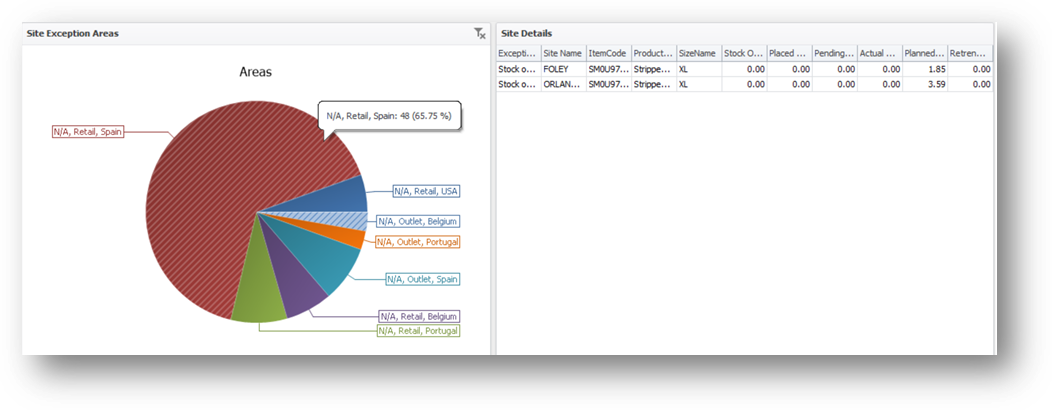 Site Exception Areas
Areas
N/A, Retail, Spain: 48 (65.75 %)
N/A, Retail, Spain
N/A, Retail, USA
N/A, Outlet, Belgium
N/A, Outlet, Portugal
N/A, Outlet, Spain
N/A, Retail, Belgium
N/A, Retail, Portugal
Site Details
Excepti... Site Name ItemCode Product... SizeName Stock O... Placed ... Pending... Actual ... Planned... Retren...
Stock o... FOLEY SM0U97... Strippe... XL 0.00 0.00 0.00 0.00 1.85 0.00
Stock o... ORLAN... SM0U97... Strippe... XL 0.00 0.00 0.00 0.00 3.59 0.00